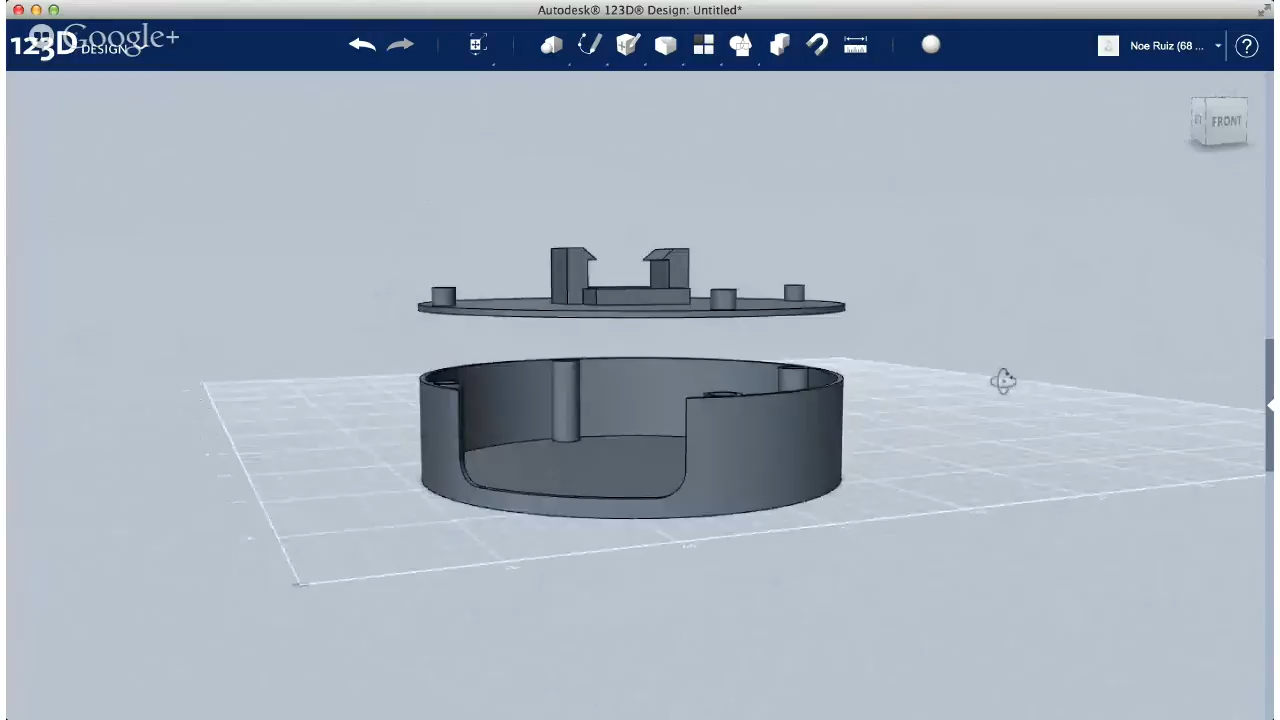 Autodesk® 123D® Design: Untitled*
Google+
123D DESIGN
Noe Ruiz (68 ...
?
FRONT